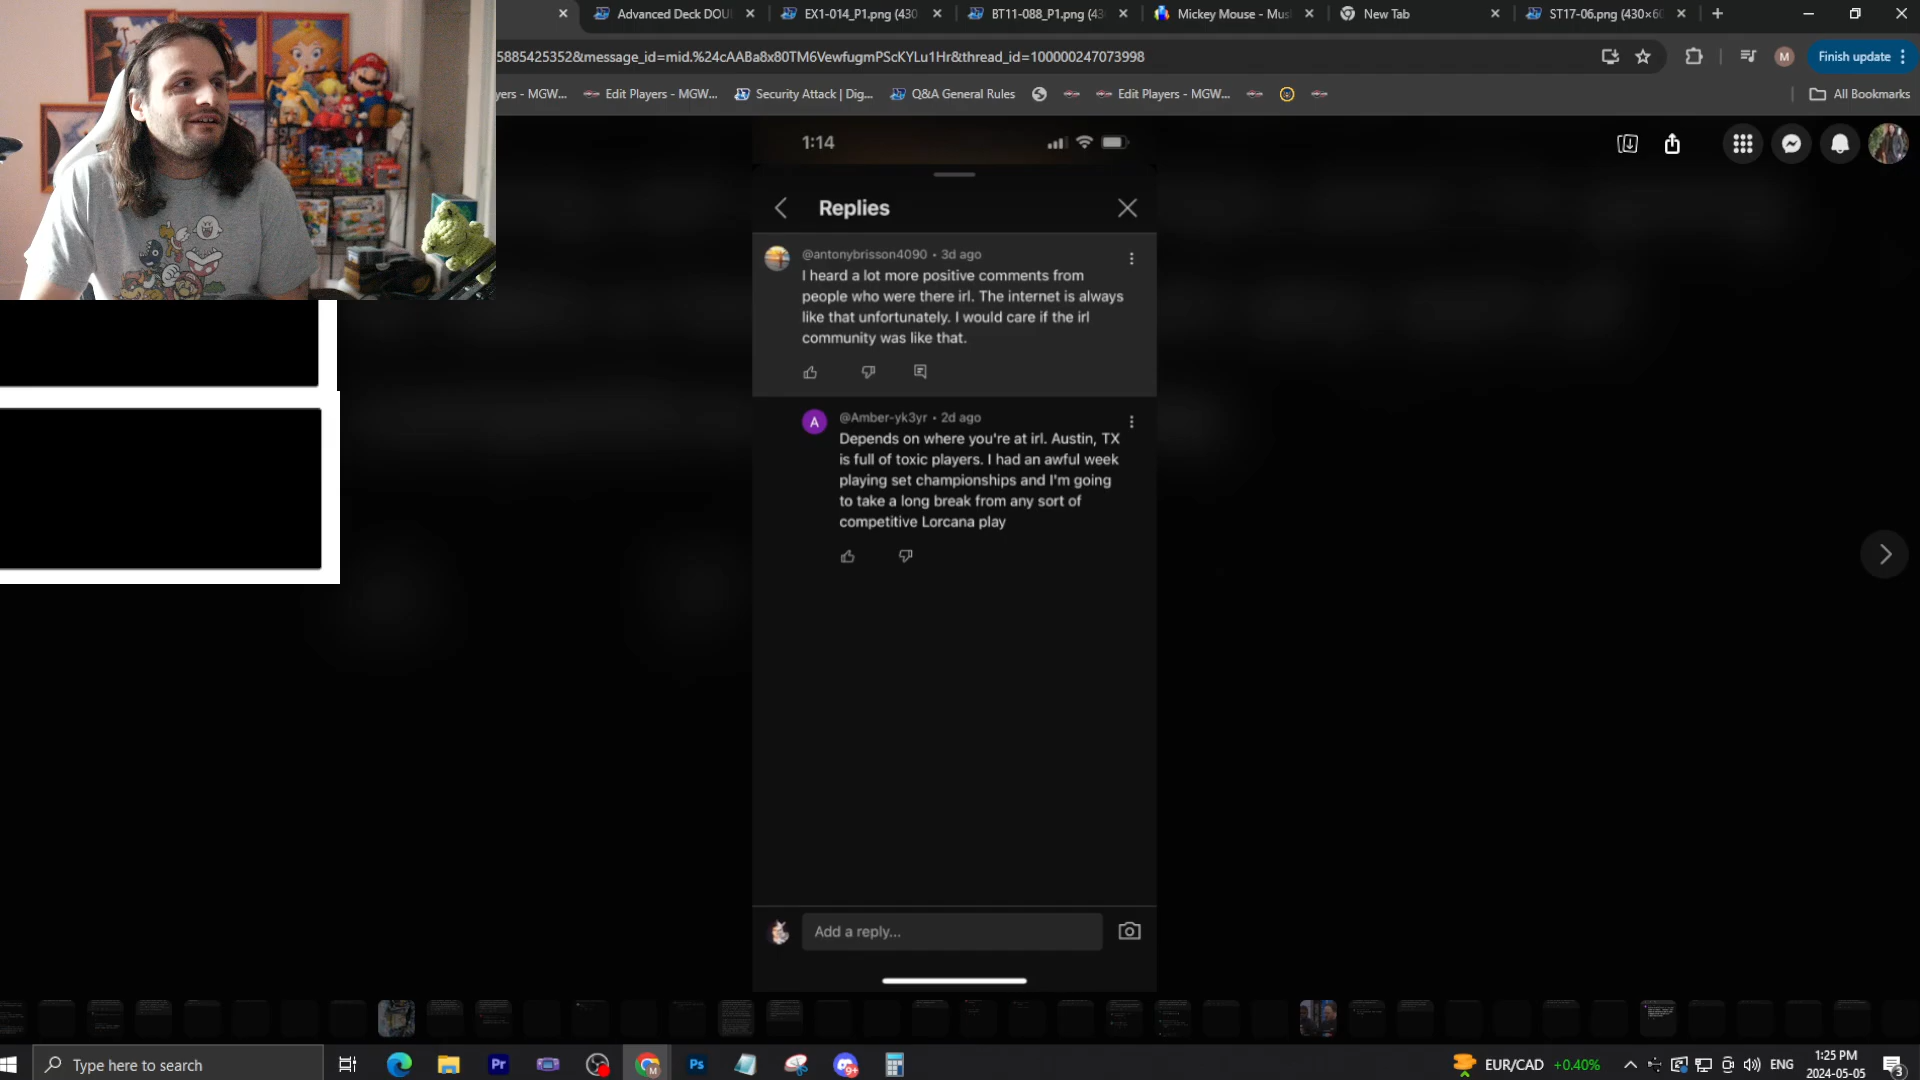 Advanced Deck DOU
EX1-014_P1.png (430
BT11-088_P1.png (43
Mickey Mouse - Mus
New Tab
ST17-06.png (430×60
5885425352&message_id=mid.%24cAABa8x80TM6VewfugmPScKYLu1Hr&thread_id=100000247073998
M
Finish update
yers - MGW...
Edit Players - MGW...
Security Attack | Dig...
Q&A General Rules
Edit Players - MGW...
All Bookmarks
1:14
Replies
@antonybrisson4090 • 3d ago
I heard a lot more positive comments from
people who were there irl. The internet is always
like that unfortunately. I would care if the irl
community was like that.
A
@Amber-yk3yr • 2d ago
Depends on where you're at irl. Austin, TX
is full of toxic players. I had an awful week
playing set championships and I'm going
to take a long break from any sort of
competitive Lorcana play
Add a reply...
Type here to search
Pr
M
Ps
9+
EUR/CAD +0.40%
ENG
1:25 PM
2024-05-05
3